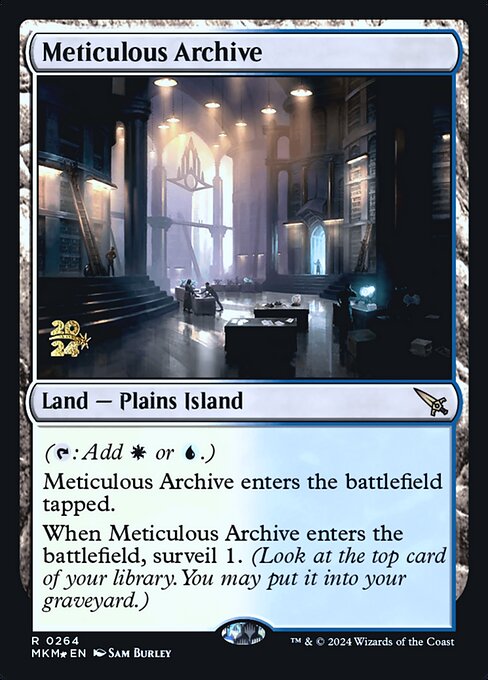 Meticulous Archive
20
24
Land — Plains Island
(: Add or .)
Meticulous Archive enters the battlefield
tapped.
When Meticulous Archive enters the
battlefield, surveil 1. (Look at the top card
of your library. You may put it into your
graveyard.)
R 0264
MKM★EN SAM BURLEY
™ & © 2024 Wizards of the Coast